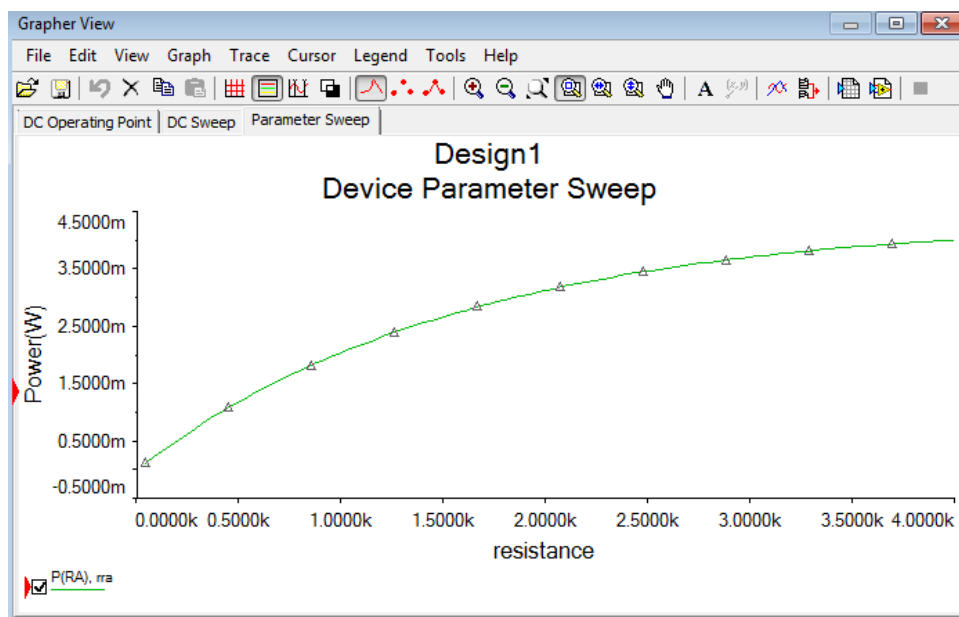 Grapher View
File Edit View Graph Trace Cursor Legend Tools Help
A (x,y)
DC Operating Point DC Sweep Parameter Sweep
Design1
Device Parameter Sweep
4.5000m
3.5000m
2.5000m
1.5000m
0.5000m
-0.5000m
Power(W)
0.0000k 0.5000k 1.0000k 1.5000k 2.0000k 2.5000k 3.0000k 3.5000k 4.0000k
resistance
P(RA), rra